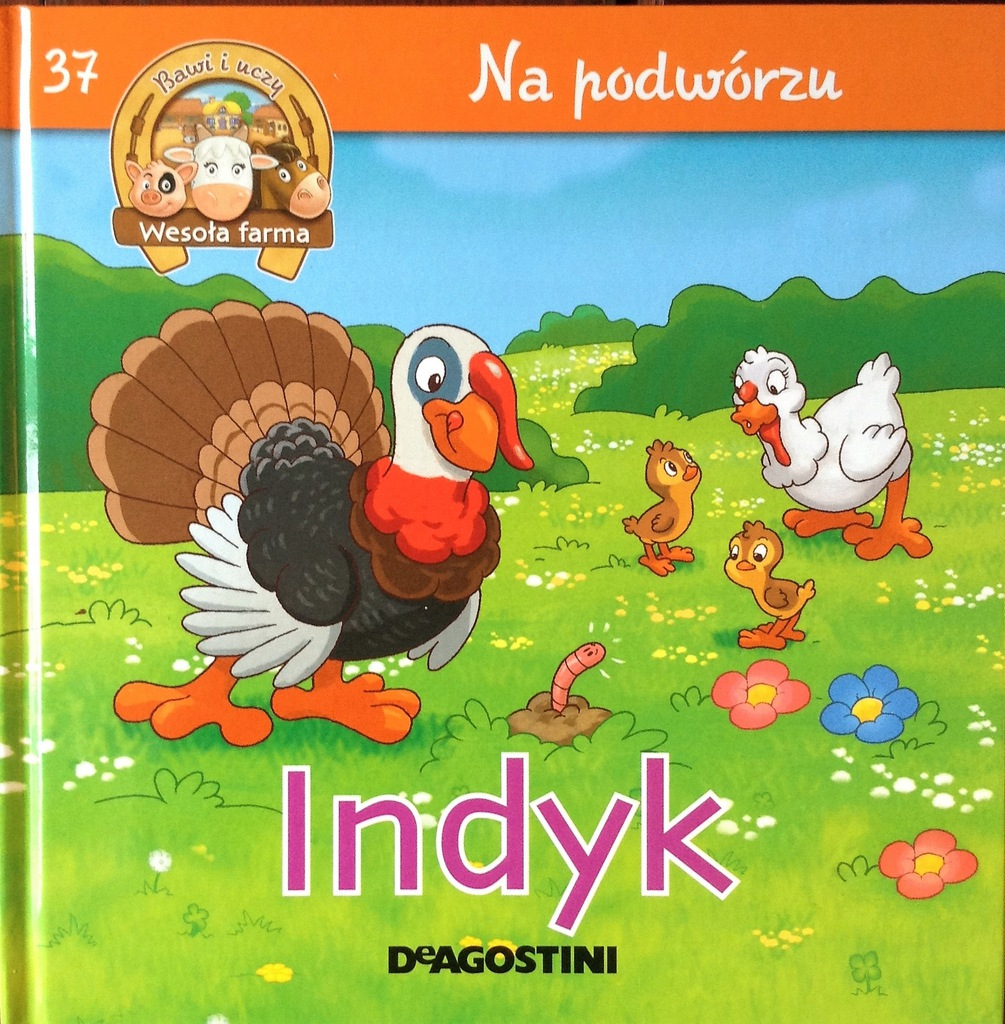 37
Bawi i uczy
Wesoła farma
Na podwórzu
Indyk
DeAGOSTINI